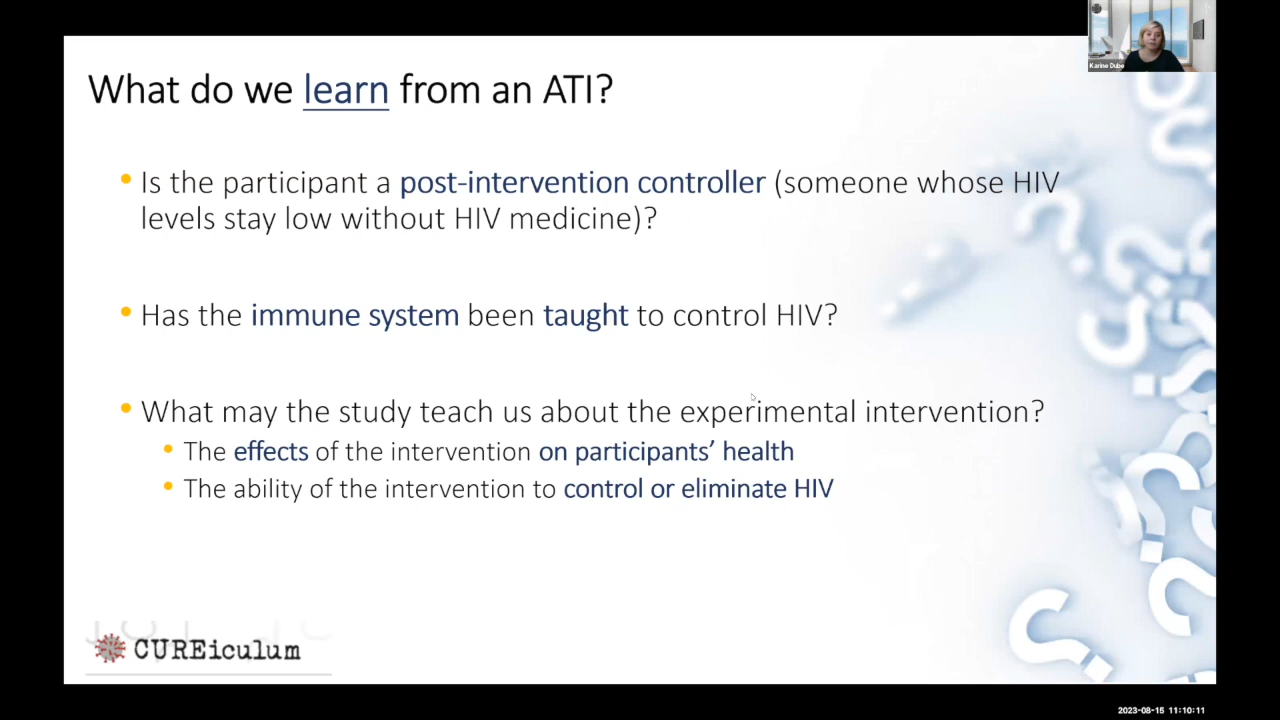 Karine Dube
What do we learn from an ATI?
• Is the participant a post-intervention controller (someone whose HIV
levels stay low without HIV medicine)?
• Has the immune system been taught to control HIV?
• What may the study teach us about the experimental intervention?
• The effects of the intervention on participants’ health
• The ability of the intervention to control or eliminate HIV
CUREiculum
2023-08-15 11:10:11